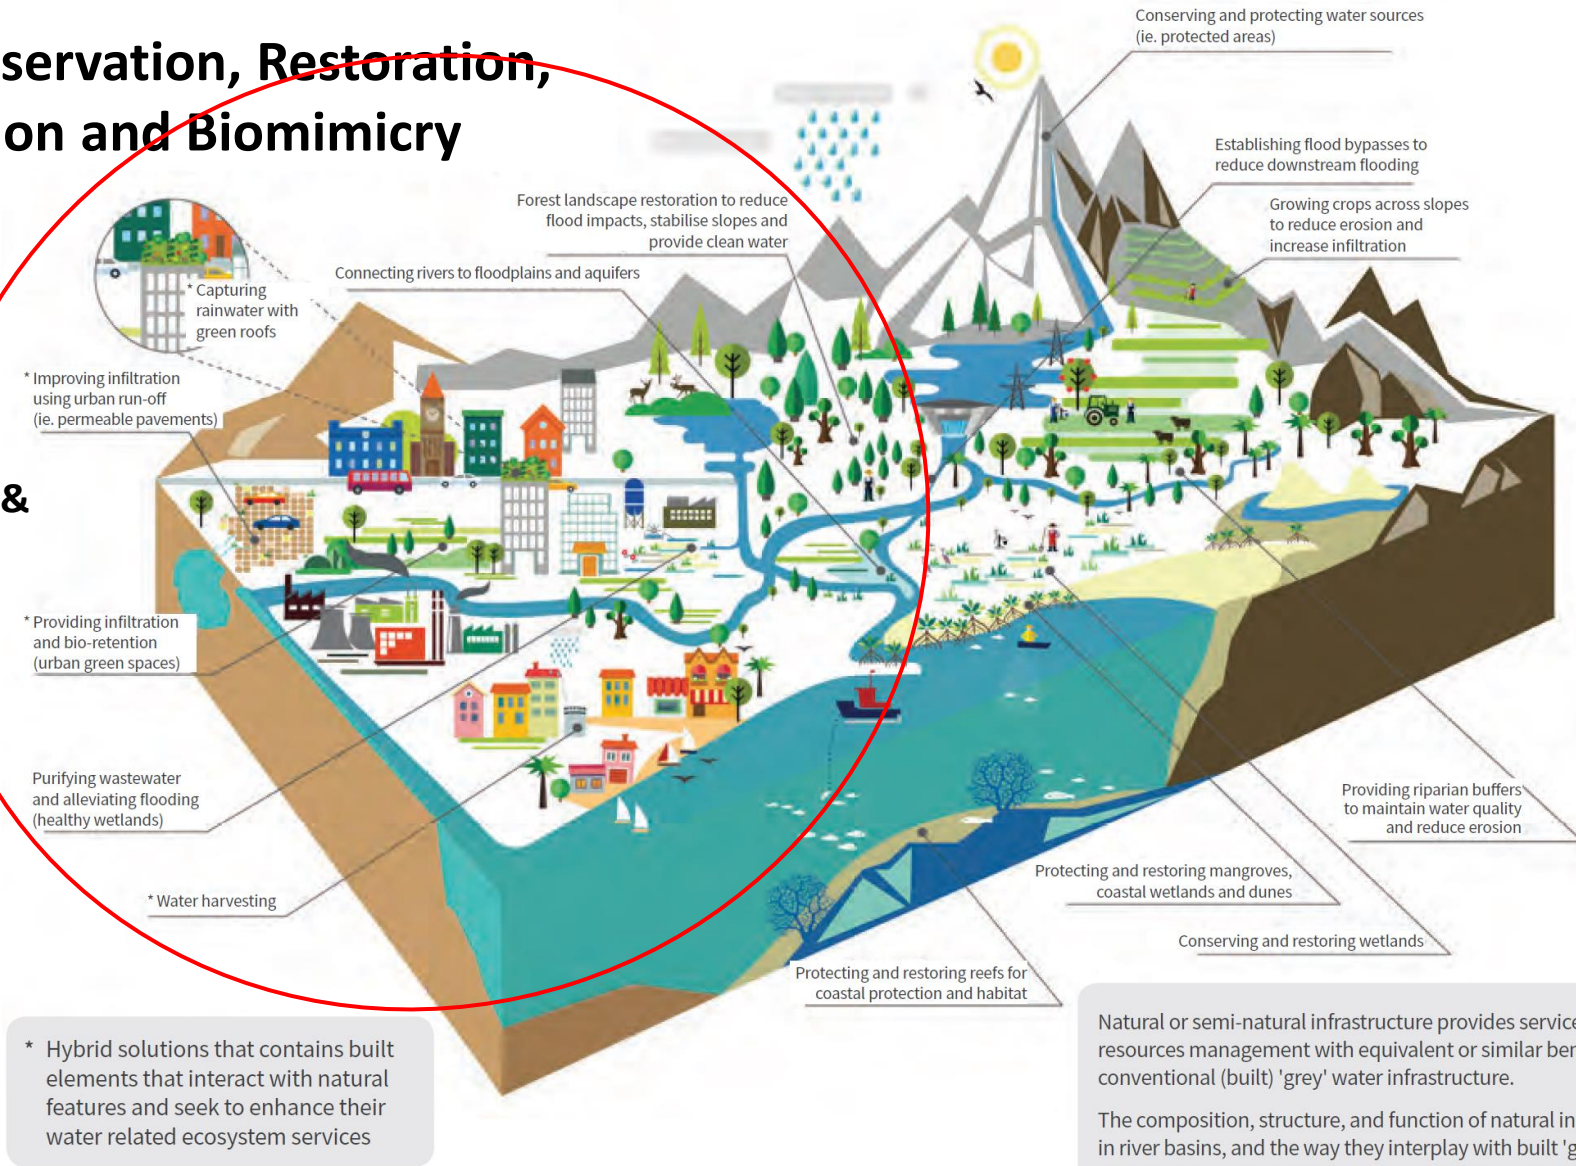 servation, Restoration,
on and Biomimicry
Conserving and protecting water sources
(ie. protected areas)
Establishing flood bypasses to
reduce downstream flooding
Growing crops across slopes
to reduce erosion and
increase infiltration
Forest landscape restoration to reduce
flood impacts, stabilise slopes and
provide clean water
Connecting rivers to floodplains and aquifers
* Capturing
rainwater with
green roofs
* Improving infiltration
using urban run-off
(ie. permeable pavements)
&
* Providing infiltration
and bio-retention
(urban green spaces)
Purifying wastewater
and alleviating flooding
(healthy wetlands)
* Water harvesting
Providing riparian buffers
to maintain water quality
and reduce erosion
Protecting and restoring mangroves,
coastal wetlands and dunes
Conserving and restoring wetlands
Protecting and restoring reefs for
coastal protection and habitat
* Hybrid solutions that contains built
elements that interact with natural
features and seek to enhance their
water related ecosystem services
Natural or semi-natural infrastructure provides service
resources management with equivalent or similar ber
conventional (built) 'grey' water infrastructure.
The composition, structure, and function of natural in
in river basins, and the way they interplay with built 'g